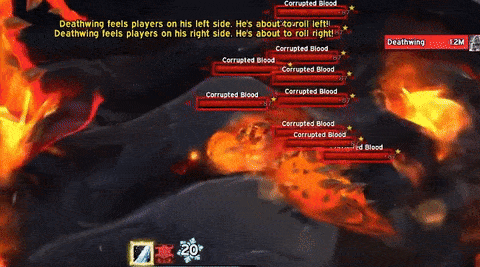 Corrupted Blood
Deathwing feels players on his left side. He's about to roll left!
Deathwing feels players on his right side. He's about to roll right!
Corrupted Blood
Deathwing 12M
Corrupted Blood
Corrupted Blood
Corrupted Blood
Corrupted Blood
Corrupted Blood
Corrupted Blood
Corrupted Blood
Blood
20